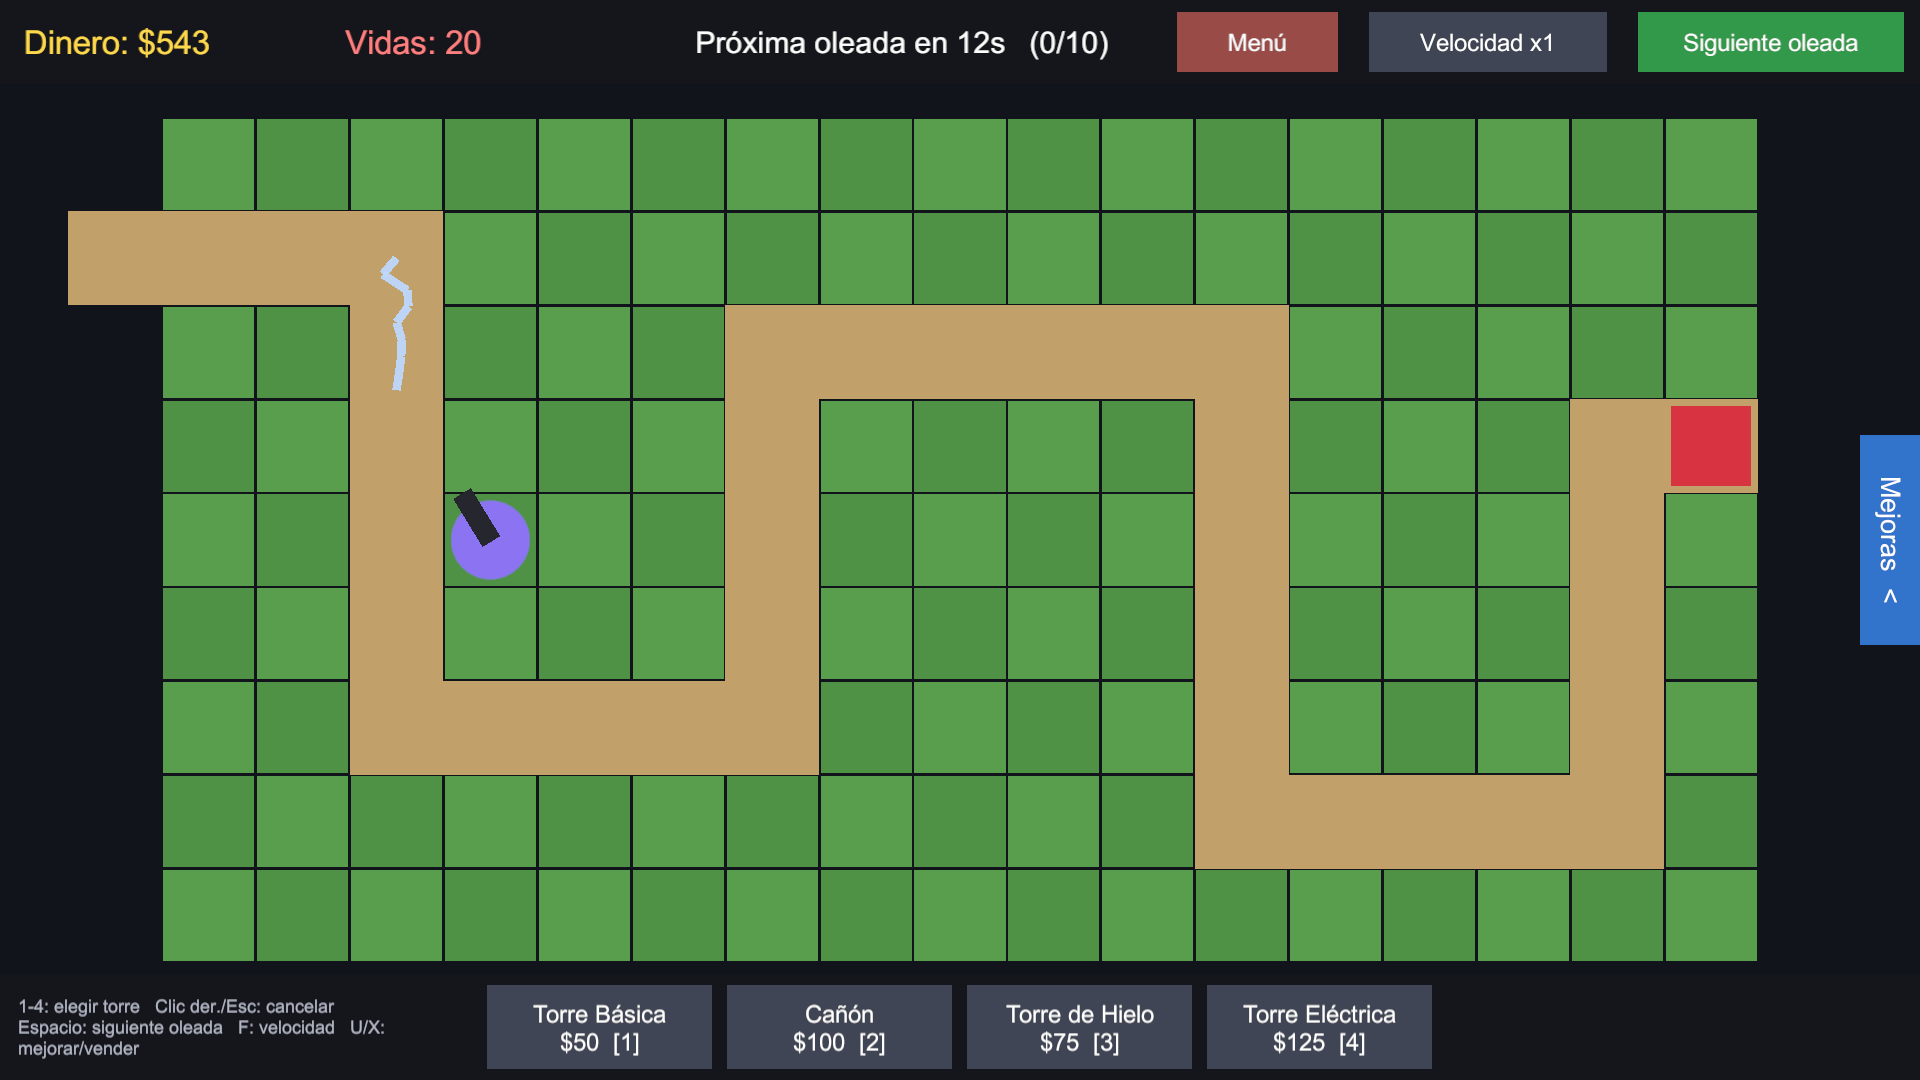 Dinero: $543
Vidas: 20
Próxima oleada en 12s (0/10)
Menú
Velocidad x1
Siguiente oleada
Mejoras <
1-4: elegir torre Clic der./Esc: cancelar
Espacio: siguiente oleada F: velocidad U/X:
mejorar/vender
Torre Básica
$50 [1]
Cañón
$100 [2]
Torre de Hielo
$75 [3]
Torre Eléctrica
$125 [4]